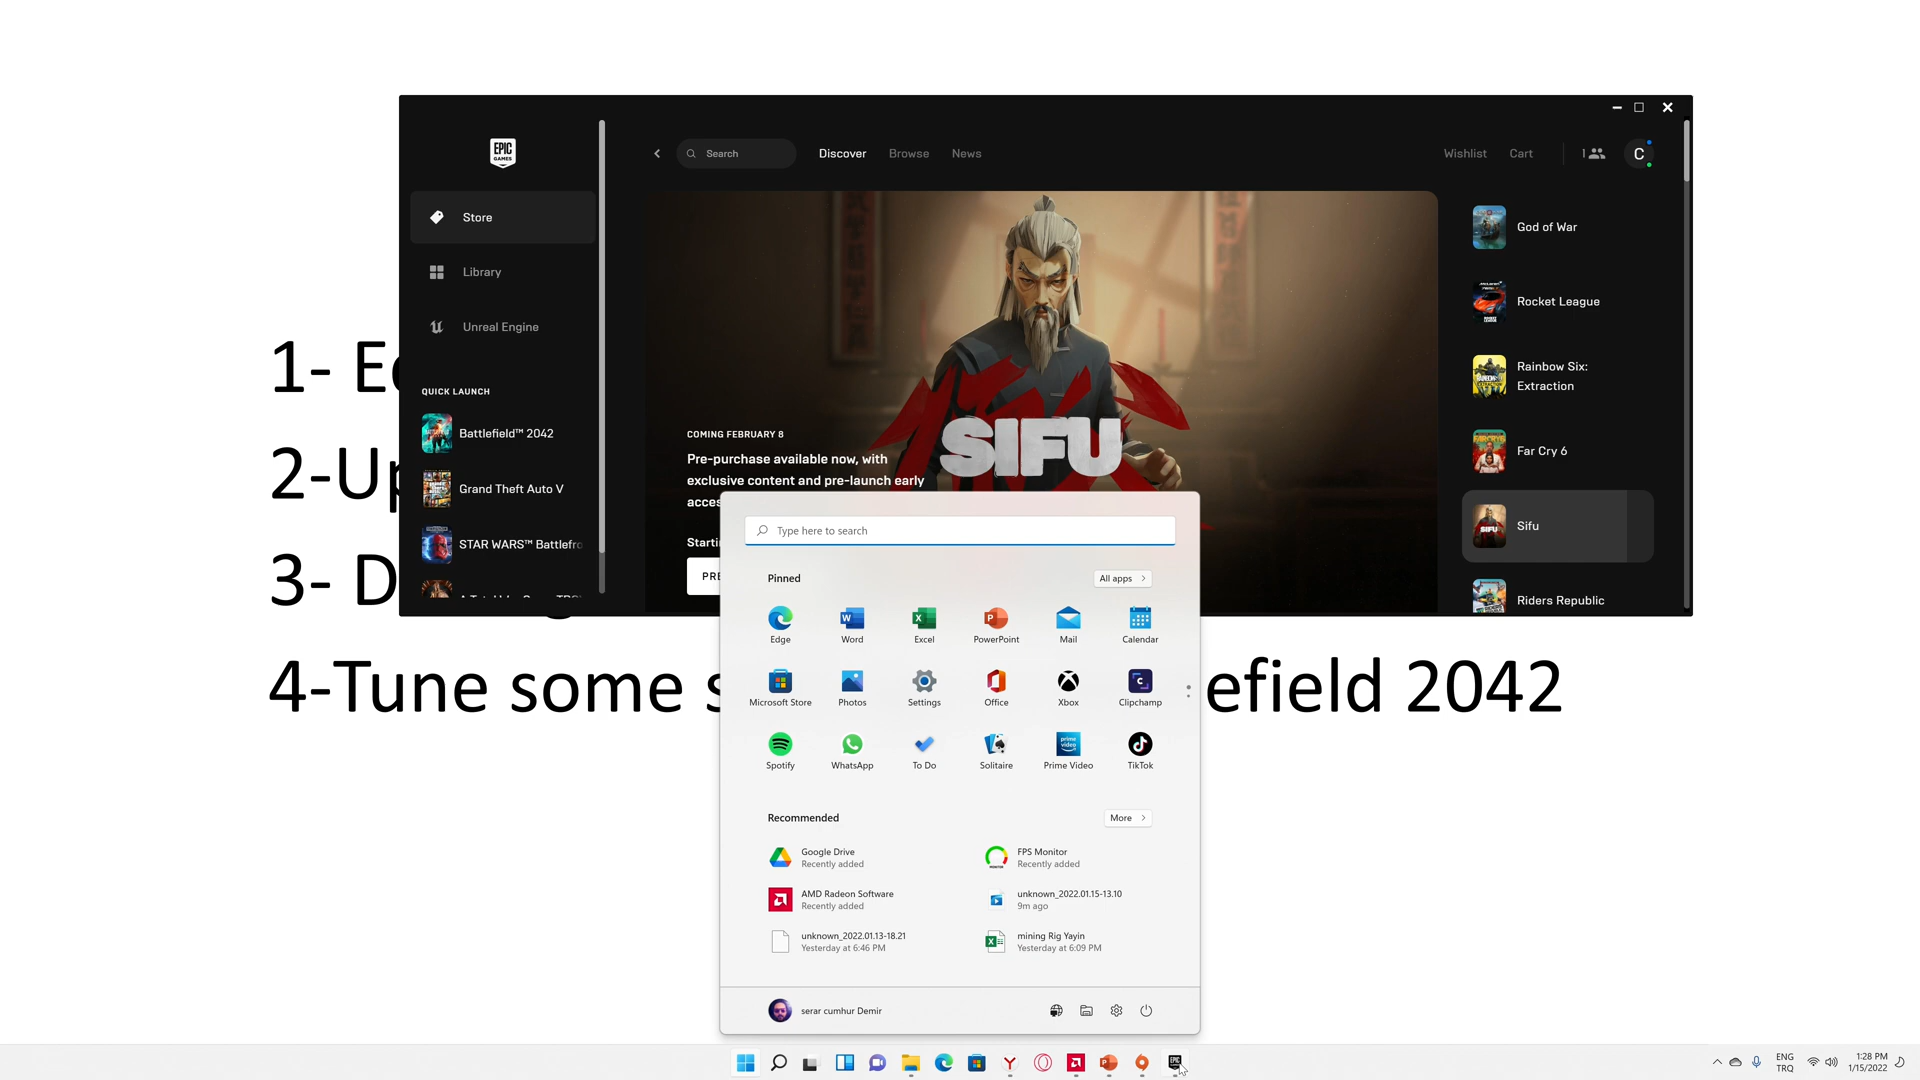 EPIC
GAMES
Search
Discover
Browse
News
Wishlist
Cart
1
C
Store
Library
Unreal Engine
QUICK LAUNCH
Battlefield™ 2042
Grand Theft Auto V
STAR WARS™ Battlefro
COMING FEBRUARY 8
Pre-purchase available now, with
exclusive content and pre-launch early
acces
Starti
PRE
SIFU
God of War
Rocket League
Rainbow Six:
Extraction
Far Cry 6
Sifu
Riders Republic
1- E
2-Up
3- D
4-Tune some s
efield 2042
Type here to search
Pinned
All apps
Edge
Word
Excel
PowerPoint
Mail
Calendar
Microsoft Store
Photos
Settings
Office
Xbox
Clipchamp
Spotify
WhatsApp
To Do
Solitaire
prime video
Prime Video
TikTok
Recommended
More
Google Drive
Recently added
FPS Monitor
Recently added
AMD Radeon Software
Recently added
unknown_2022.01.15-13.10
9m ago
unknown_2022.01.13-18.21
Yesterday at 6:46 PM
mining Rig Yayin
Yesterday at 6:09 PM
serar cumhur Demir
ENG
TRQ
1:28 PM
1/15/2022